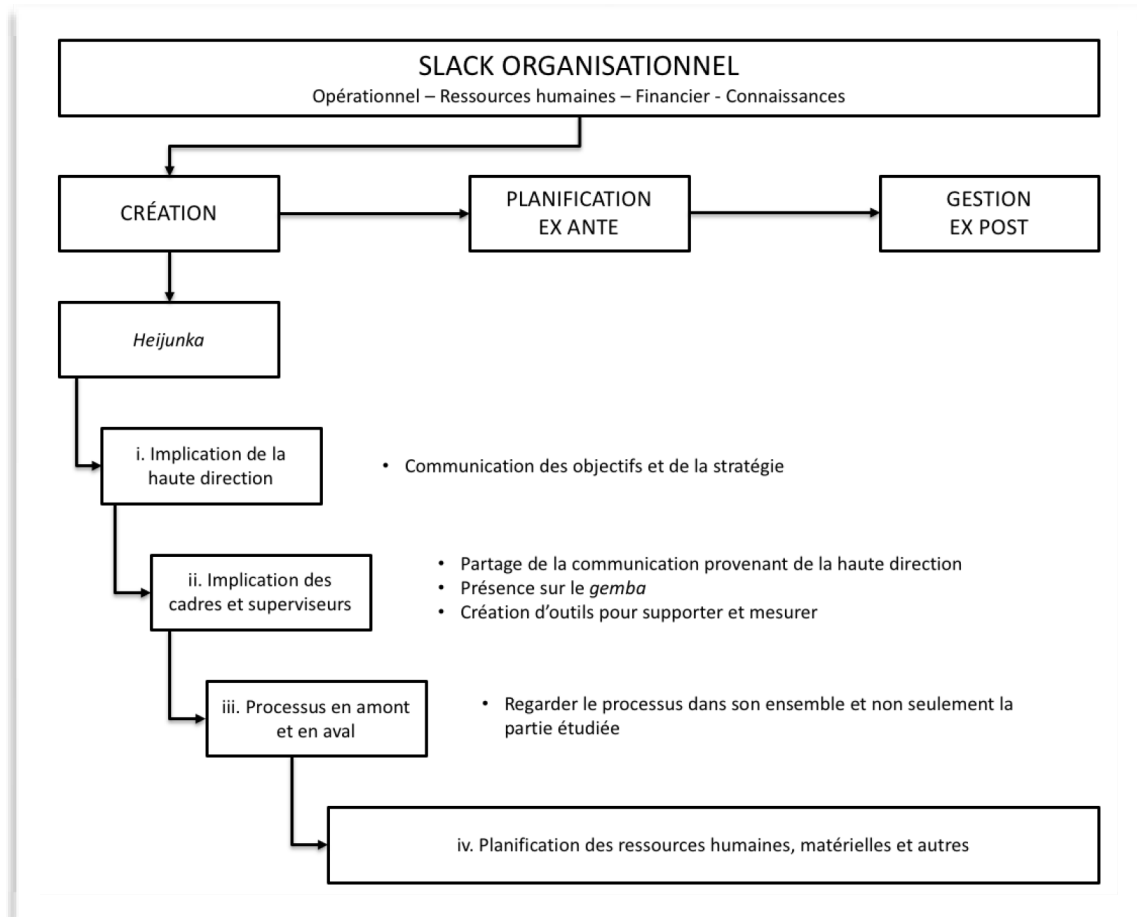 SLACK ORGANISATIONNEL
Opérationnel – Ressources humaines – Financier - Connaissances
CRÉATION
PLANIFICATION
EX ANTE
GESTION
EX POST
Heijunka
i. Implication de la
haute direction
• Communication des objectifs et de la stratégie
ii. Implication des
cadres et superviseurs
• Partage de la communication provenant de la haute direction
• Présence sur le gemba
• Création d’outils pour supporter et mesurer
iii. Processus en amont
et en aval
• Regarder le processus dans son ensemble et non seulement la
partie étudiée
iv. Planification des ressources humaines, matérielles et autres